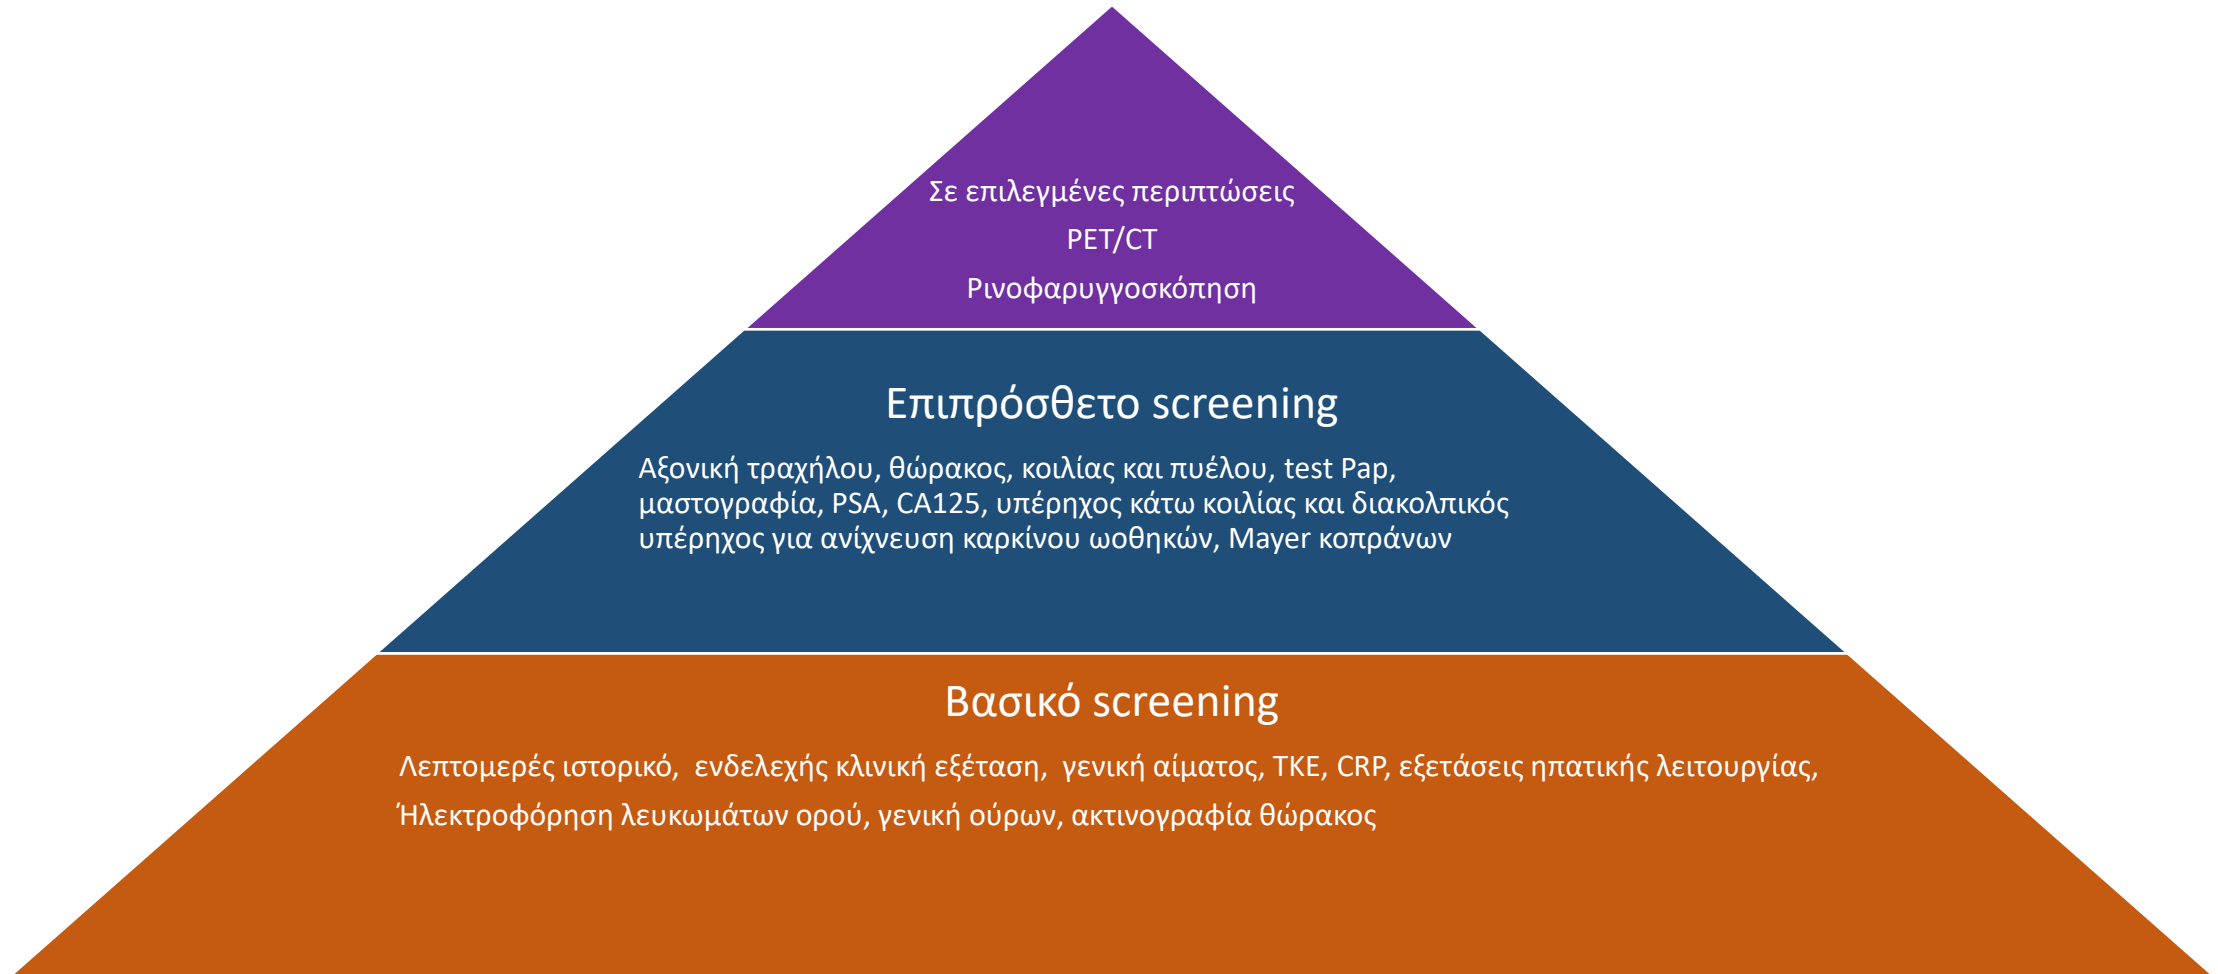 Σε επιλεγμένες περιπτώσεις
PET/CT
Ρινοφαρυγγοσκόπηση
Επιπρόσθετο screening
Αξονική τραχήλου, θώρακος, κοιλίας και πυέλου, test Pap,
μαστογραφία, PSA, CA125, υπέρηχος κάτω κοιλίας και διακολπικός
υπέρηχος για ανίχνευση καρκίνου ωοθηκών, Mayer κοπράνων
Βασικό screening
Λεπτομερές ιστορικό,  ενδελεχής κλινική εξέταση,  γενική αίματος, ΤΚΕ, CRP, εξετάσεις ηπατικής λειτουργίας,
Ήλεκτροφόρηση λευκωμάτων ορού, γενική ούρων, ακτινογραφία θώρακος